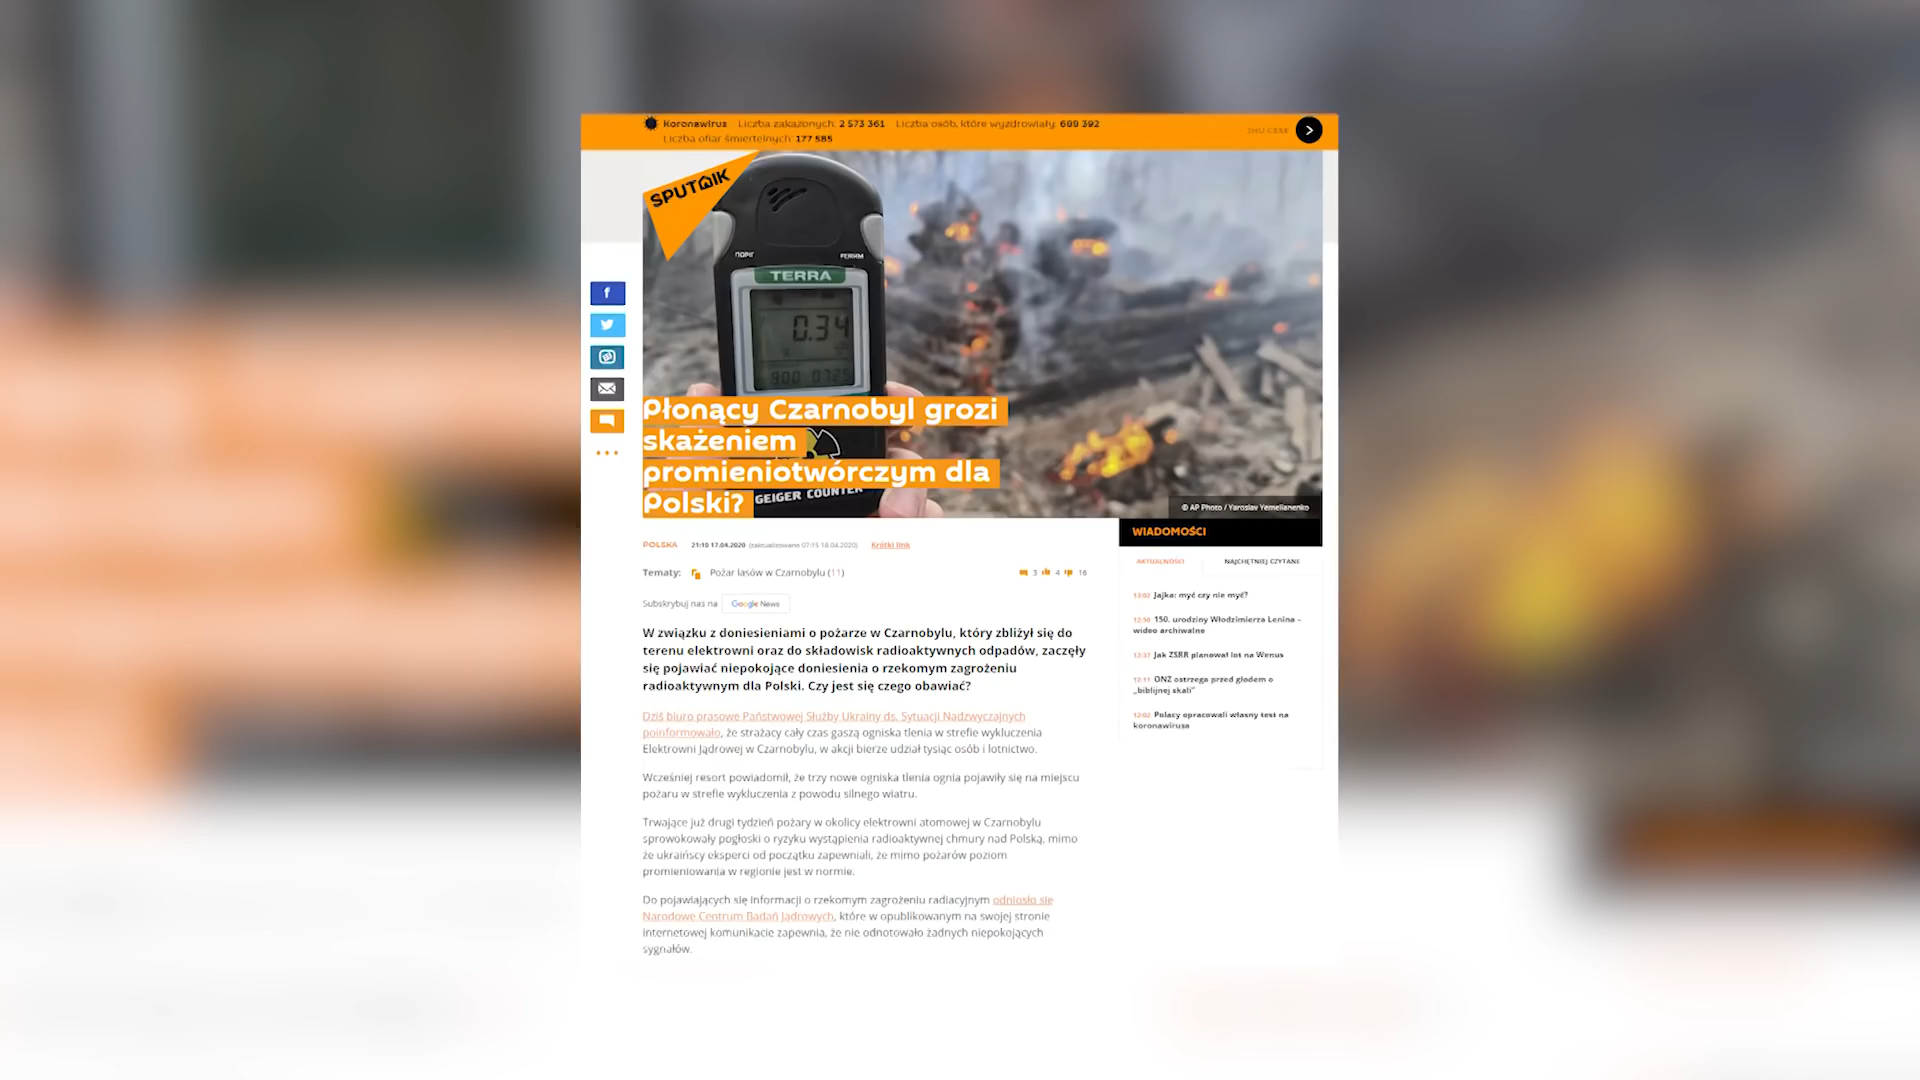 Koronawirus Liczba zakażonych: 2 573 361 Liczba osób, które wyzdrowiały: 699 392
Liczba ofiar śmiertelnych: 177 585
SPUTNIK
TERRA
0.34
Płonący Czarnobyl grozi
skażeniem
promieniotwórczym dla
Polski?
GEIGER COUNTER
© AP Photo / Yaroslav Yemelianenko
POLSKA 21:19 17.04.2020 (zaktualizowano 07:15 18.04.2020) Krótki link
Tematy: Pożar lasów w Czarnobylu (11)
3 4 16
Subskrybuj nas na Google News
W związku z doniesieniami o pożarze w Czarnobylu, który zbliżył się do
terenu elektrowni oraz do składowisk radioaktywnych odpadów, zaczęły
się pojawiać niepokojące doniesienia o rzekomym zagrożeniu
radioaktywnym dla Polski. Czy jest się czego obawiać?
Dziś biuro prasowe Państwowej Służby Ukrainy ds. Sytuacji Nadzwyczajnych
poinformowało, że strażacy cały czas gaszą ogniska tlenia w strefie wykluczenia
Elektrowni Jądrowej w Czarnobylu, w akcji bierze udział tysiąc osób i lotnictwo.
Wcześniej resort powiadomił, że trzy nowe ogniska tlenia ognia pojawiły się na miejscu
pożaru w strefie wykluczenia z powodu silnego wiatru.
Trwające już drugi tydzień pożary w okolicy elektrowni atomowej w Czarnobylu
sprowokowały pogłoski o ryzyku wystąpienia radioaktywnej chmury nad Polską, mimo
że ukraińscy eksperci od początku zapewniali, że mimo pożarów poziom
promieniowania w regionie jest w normie.
Do pojawiających się informacji o rzekomym zagrożeniu radiacyjnym odniosło się
Narodowe Centrum Badań Jądrowych, które w opublikowanym na swojej stronie
internetowej komunikacie zapewnia, że nie odnotowało żadnych niepokojących
sygnałów.
WIADOMOŚCI
AKTUALNOŚCI NAJCHĘTNIEJ CZYTANE
13:02 Jajka: myć czy nie myć?
12:56 150. urodziny Włodzimierza Lenina –
wideo archiwalne
12:37 Jak ZSRR planował lot na Wenus
12:11 ONZ ostrzega przed głodem o
„biblijnej skali”
12:02 Polacy opracowali własny test na
koronawirusa